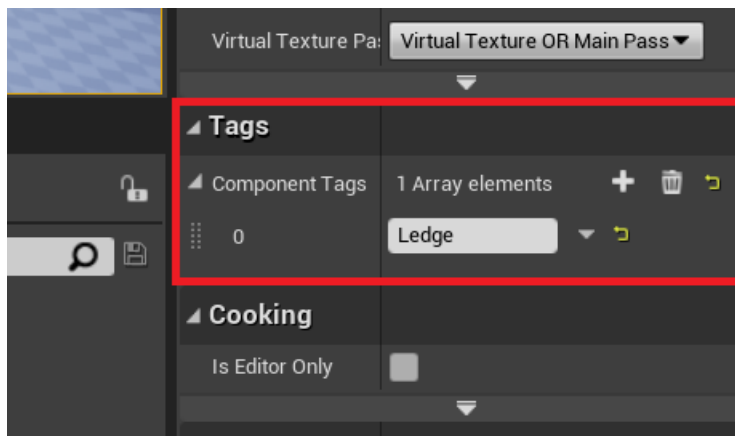 Virtual Texture Pa
Virtual Texture OR Main Pass
Tags
Component Tags 1 Array elements
0 Ledge
Cooking
Is Editor Only